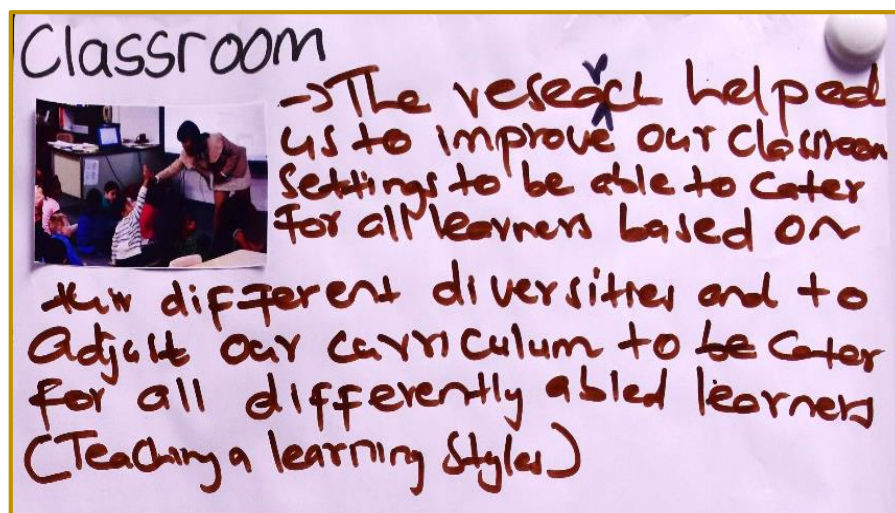 Classroom
→ The research helped
us to improve our classroom
settings to be able to cater
for all learners based on
their different diversities and to
Adjust our curriculum to be cater
for all differently abled learners
(Teaching a learning styles)